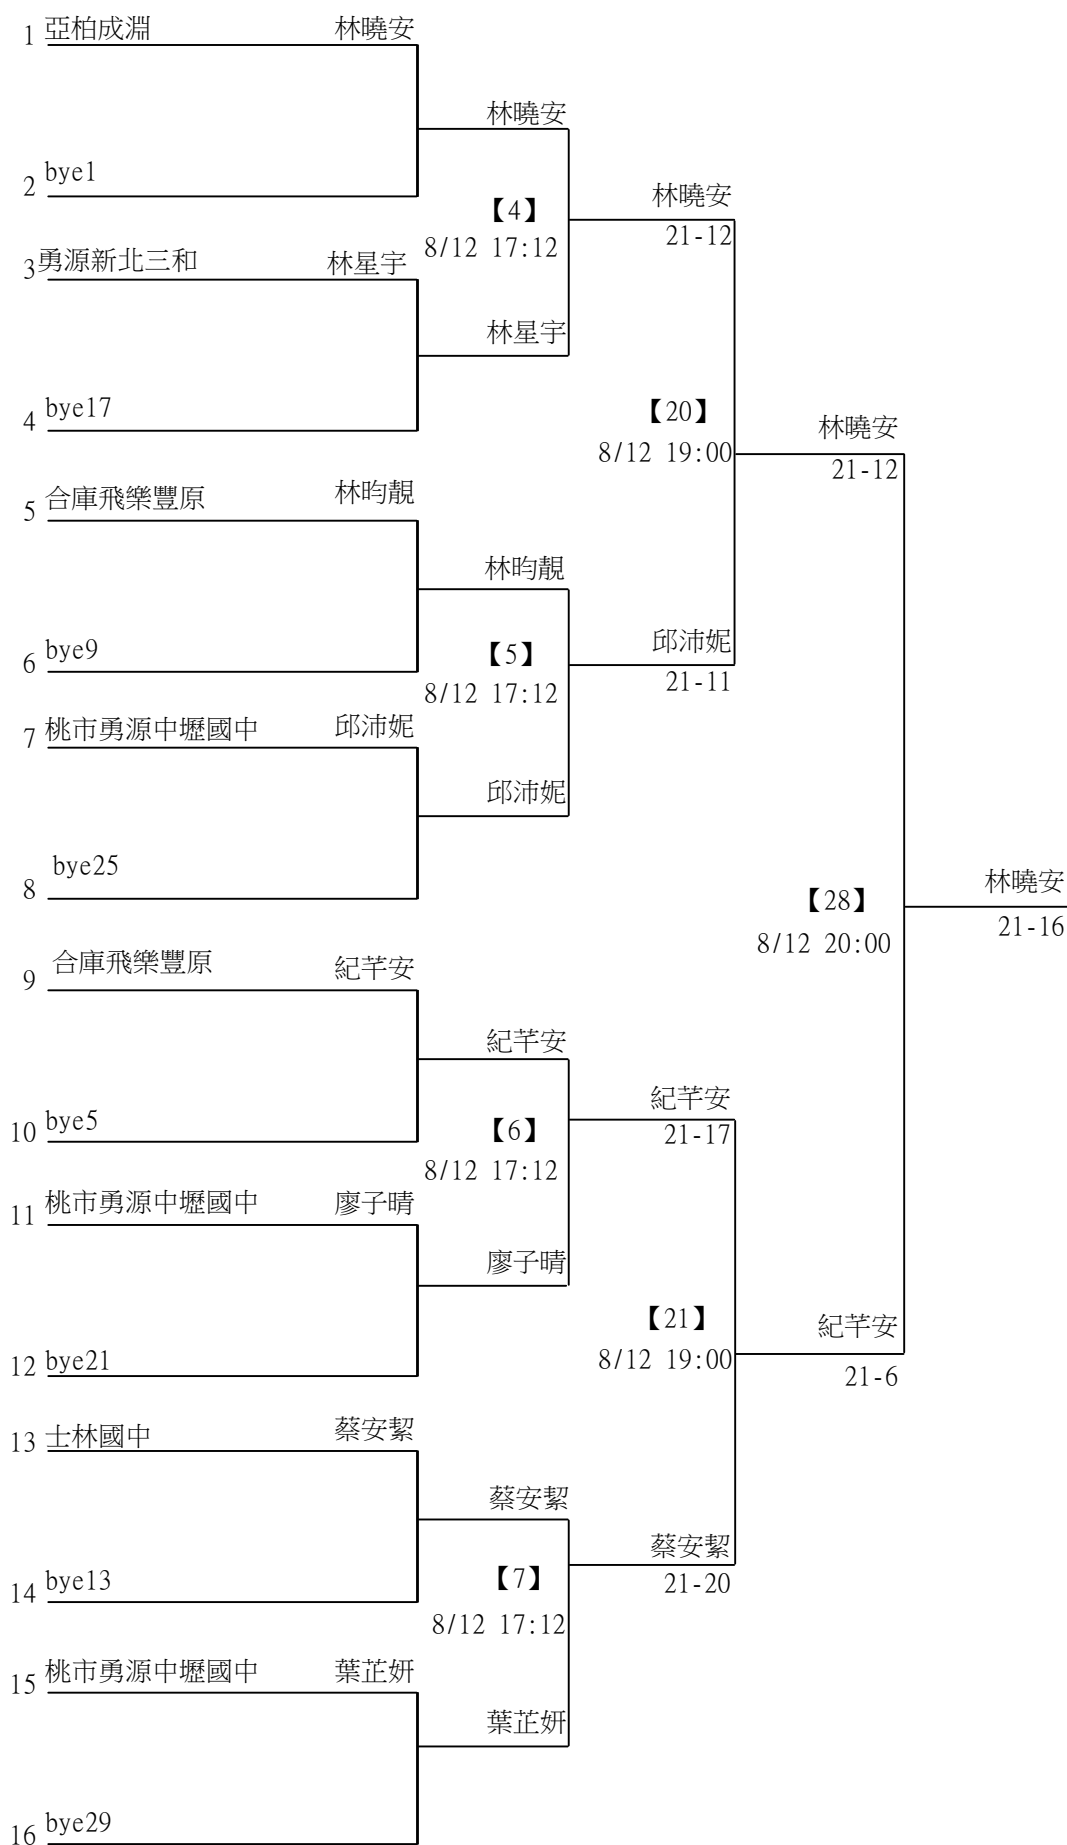 1 亞柏成淵 林曉安
林曉安
2 bye1
林曉安
【4】
21-12
8/12 17:12
3 勇源新北三和 林星宇
林星宇
4 bye17
【20】
林曉安
8/12 19:00
21-12
5 合庫飛樂豐原 林昀靚
林昀靚
6 bye9
【5】
邱沛妮
8/12 17:12
21-11
7 桃市勇源中壢國中 邱沛妮
邱沛妮
8 bye25
林曉安
【28】
21-16
8/12 20:00
9 合庫飛樂豐原 紀芊安
紀芊安
紀芊安
10 bye5
【6】
21-17
8/12 17:12
11 桃市勇源中壢國中 廖子晴
廖子晴
【21】
紀芊安
12 bye21
8/12 19:00
21-6
13 士林國中 蔡安絜
蔡安絜
蔡安絜
14 bye13
【7】
21-20
8/12 17:12
15 桃市勇源中壢國中 葉芷妍
葉芷妍
16 bye29